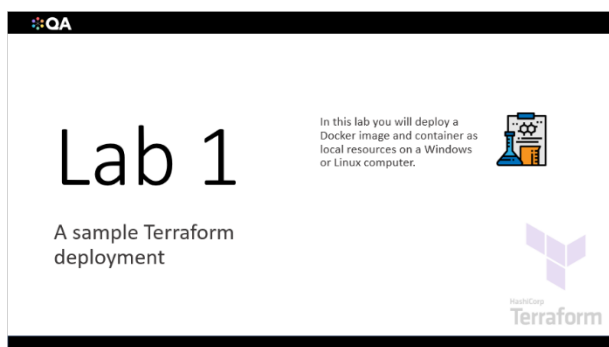 QA
Lab 1
A sample Terraform
deployment
In this lab you will deploy a
Docker image and container as
local resources on a Windows
or Linux computer.
HashiCorp
Terraform